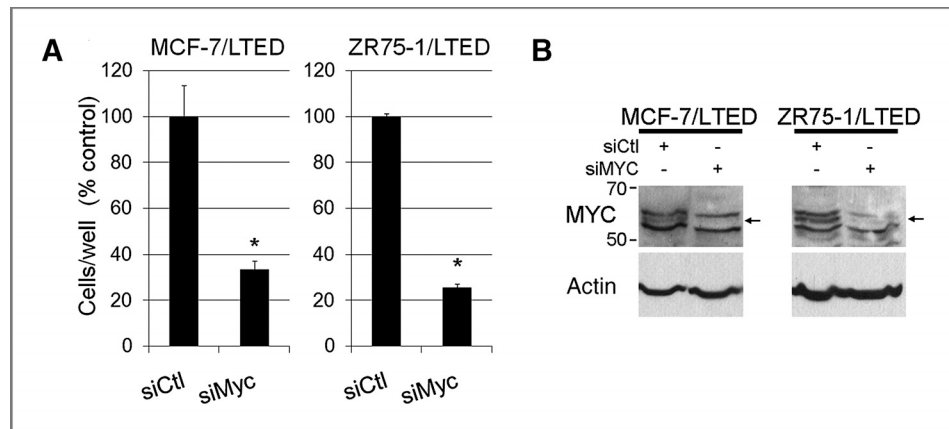 A
MCF-7/LTED
ZR75-1/LTED
Cells/well (% control)
120
100
80
60
40
20
0
*
siCtl
siMyc
120
100
80
60
40
20
0
*
siCtl
siMyc
B
MCF-7/LTED ZR75-1/LTED
siCtl + - + -
siMYC - + - +
70-
MYC
50-
Actin